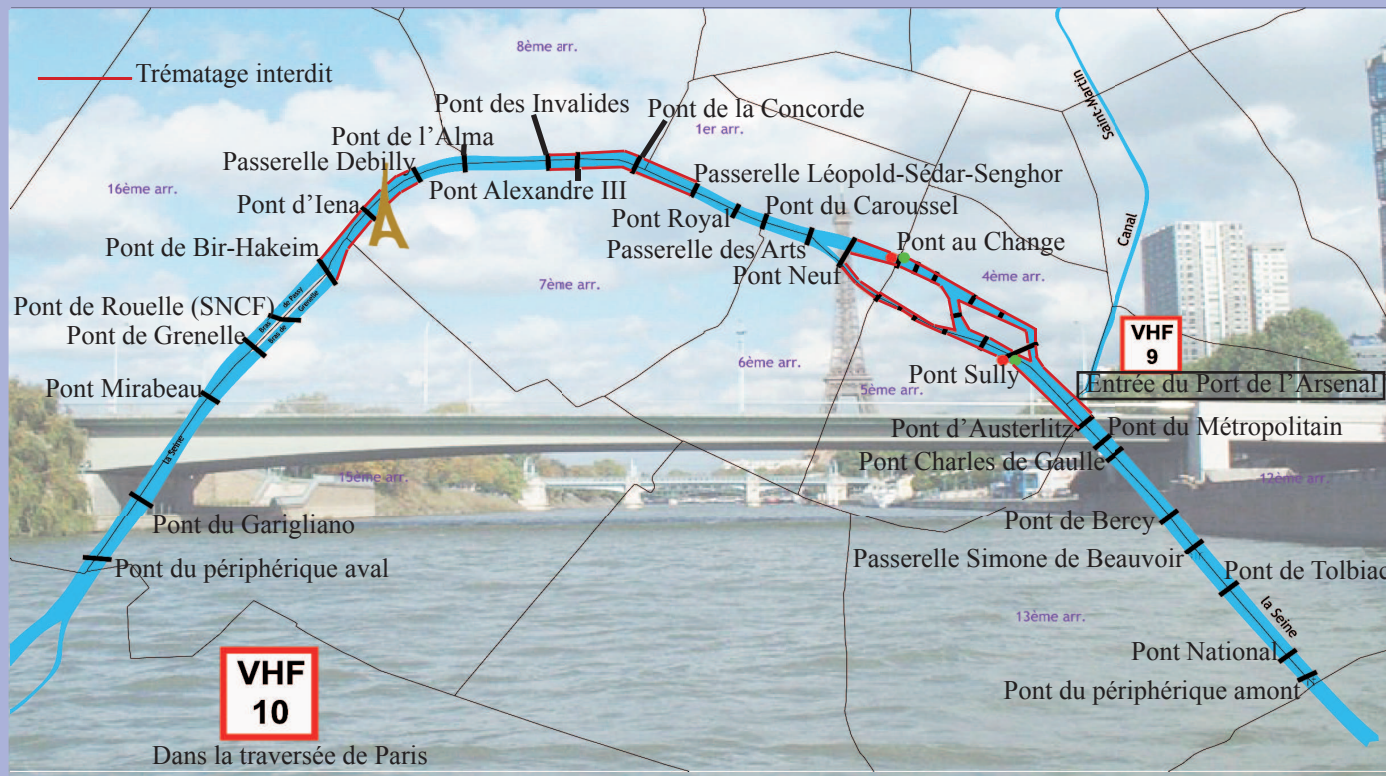 8ème arr.
Trématage interdit
Pont des Invalides
Pont de la Concorde
1er arr.
Pont de l'Alma
Passerelle Debilly
16ème arr.
Pont Alexandre III
Passerelle Léopold-Sédar-Senghor
Pont d'Iena
Pont Royal
Pont du Caroussel
Saint-Martin
Canal
Pont de Bir-Hakeim
Passerelle des Arts
Pont au Change
Pont Neuf
4ème arr.
7ème arr.
Bras de Passy
Bras de Grenelle
Pont de Rouelle (SNCF)
Pont de Grenelle
VHF
9
6ème arr.
Pont Sully
5ème arr.
Entrée du Port de l'Arsenal
Pont Mirabeau
Pont d'Austerlitz
Pont du Métropolitain
la Seine
Pont Charles de Gaulle
15ème arr.
12ème arr.
Pont du Garigliano
Pont de Bercy
Passerelle Simone de Beauvoir
Pont du périphérique aval
Pont de Tolbiac
la Seine
13ème arr.
Pont National
VHF
10
Pont du périphérique amont
Dans la traversée de Paris